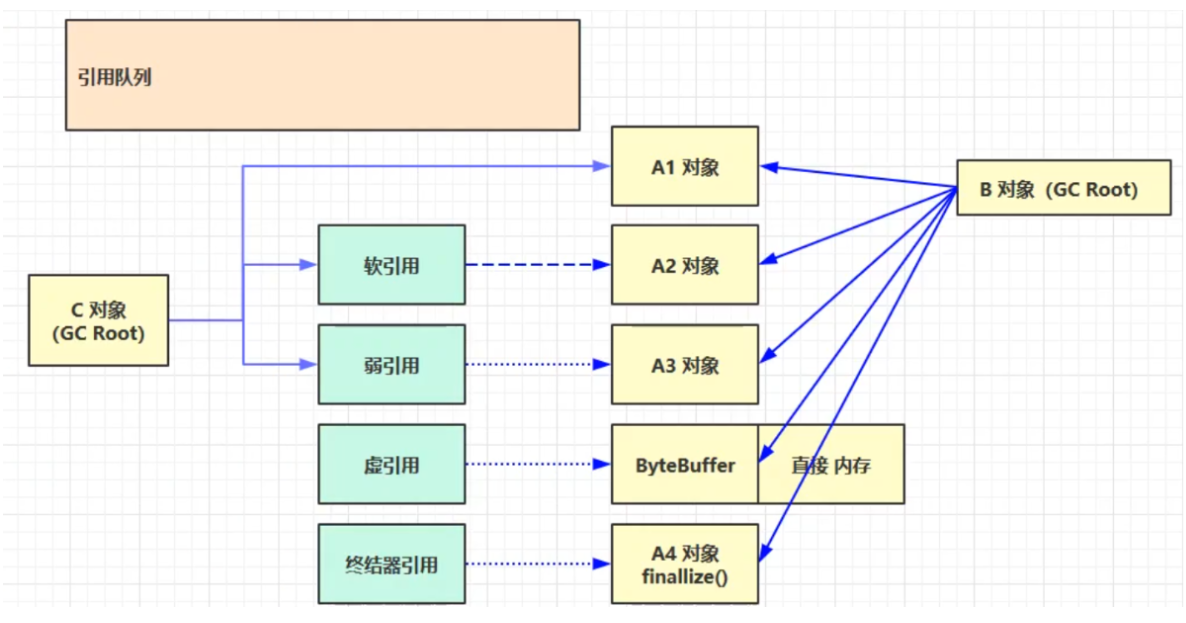 引用队列
A1 对象
B 对象（GC Root)
软引用
A2 对象
C 对象
(GC Root)
弱引用
A3 对象
虚引用
ByteBuffer
直接 内存
终结器引用
A4 对象
finallize()